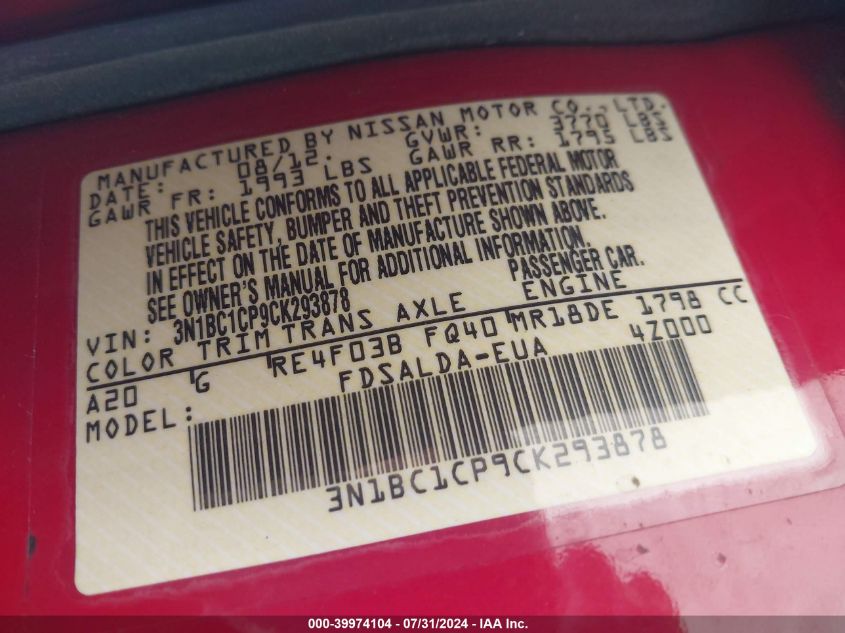 MANUFACTURED BY NISSAN MOTOR CO.,LTD.
DATE: 08/12. GVWR: 3770 LBS
GAWR FR: 1993 LBS GAWR RR: 1795 LBS
THIS VEHICLE CONFORMS TO ALL APPLICABLE FEDERAL MOTOR
VEHICLE SAFETY, BUMPER AND THEFT PREVENTION STANDARDS
IN EFFECT ON THE DATE OF MANUFACTURE SHOWN ABOVE.
SEE OWNER'S MANUAL FOR ADDITIONAL INFORMATION.
VIN: 3N1BC1CP9CK293878 PASSENGER CAR.
COLOR TRIM TRANS AXLE ENGINE
A20 G RE4F03B FQ40 MR18DE 1798 CC
MODEL: FDSALDA-EUA 4Z000
3N1BC1CP9CK293878
000-39974104 - 07/31/2024 - IAA Inc.